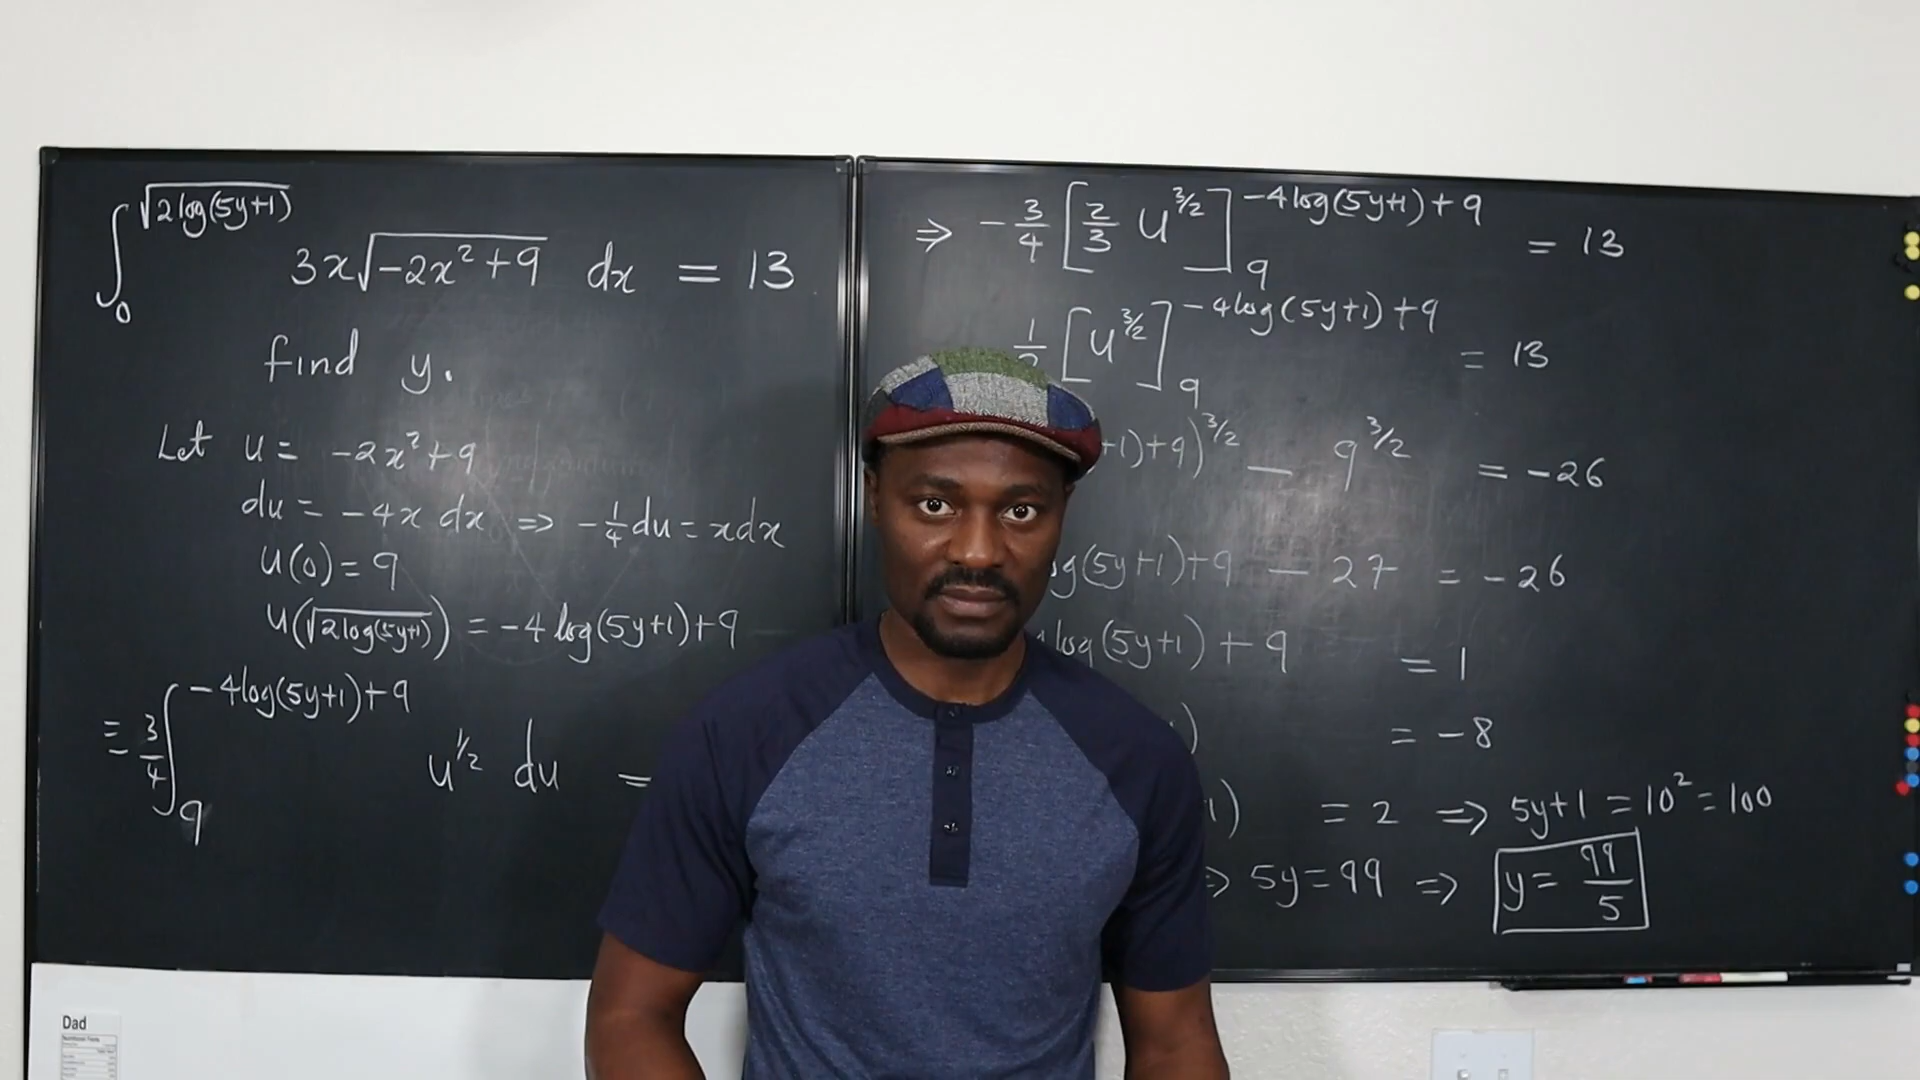 ∫₀^√(2log(5y+1)) 3x√(-2x²+9) dx = 13
find y.
Let u = -2x²+9
du = -4x dx ⇒ -1/4 du = xdx
u(0) = 9
u(√(2log(5y+1))) = -4log(5y+1)+9
= 3/4 ∫₉^(-4log(5y+1)+9) u^(1/2) du =
⇒ -3/4 [2/3 u^(3/2)]₉^(-4log(5y+1)+9) = 13
[u^(3/2)]₉^(-4log(5y+1)+9) = 13
+1)+9)^(3/2) — 9^(3/2) = -26
(5y+1)+9 — 27 = -26
log(5y+1) + 9 = 1
) = -8
) = 2 ⇒ 5y+1 = 10² = 100
⇒ 5y=99 ⇒ y = 99/5
Dad